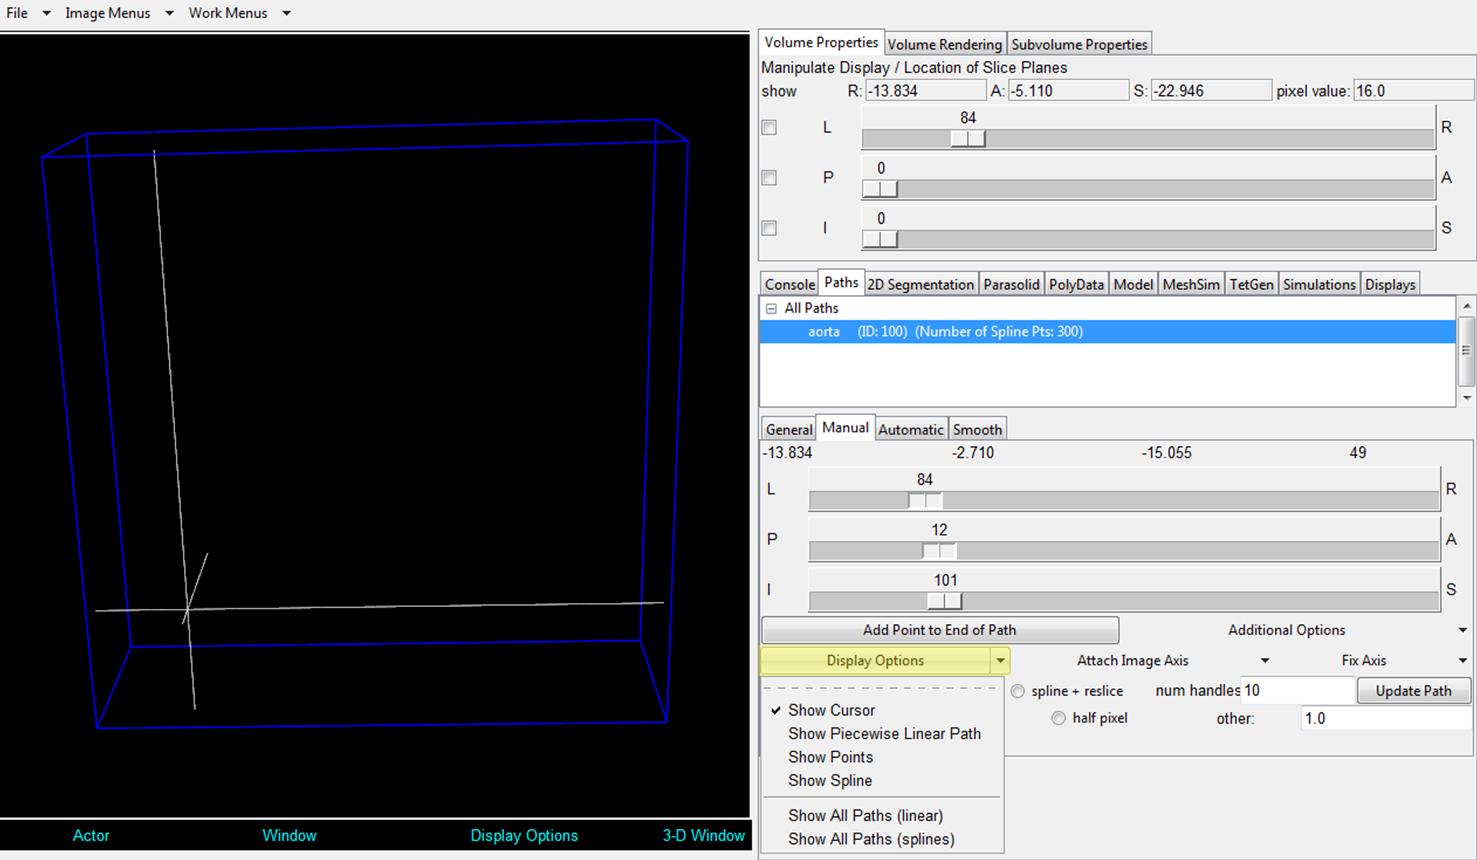 File Image Menus Work Menus
Volume Properties Volume Rendering Subvolume Properties
Manipulate Display / Location of Slice Planes
show R: -13.834 A: -5.110 S: -22.946 pixel value: 16.0
84
L R
0
P A
0
I S
Console Paths 2D Segmentation Parasolid PolyData Model MeshSim TetGen Simulations Displays
All Paths
aorta (ID: 100) (Number of Spline Pts: 300)
General Manual Automatic Smooth
-13.834 -2.710 -15.055 49
84
L R
12
P A
101
I S
Add Point to End of Path Additional Options
Display Options Attach Image Axis Fix Axis
spline + reslice num handles 10 Update Path
Show Cursor half pixel other: 1.0
Show Piecewise Linear Path
Show Points
Show Spline
Show All Paths (linear)
Show All Paths (splines)
Actor Window Display Options 3-D Window